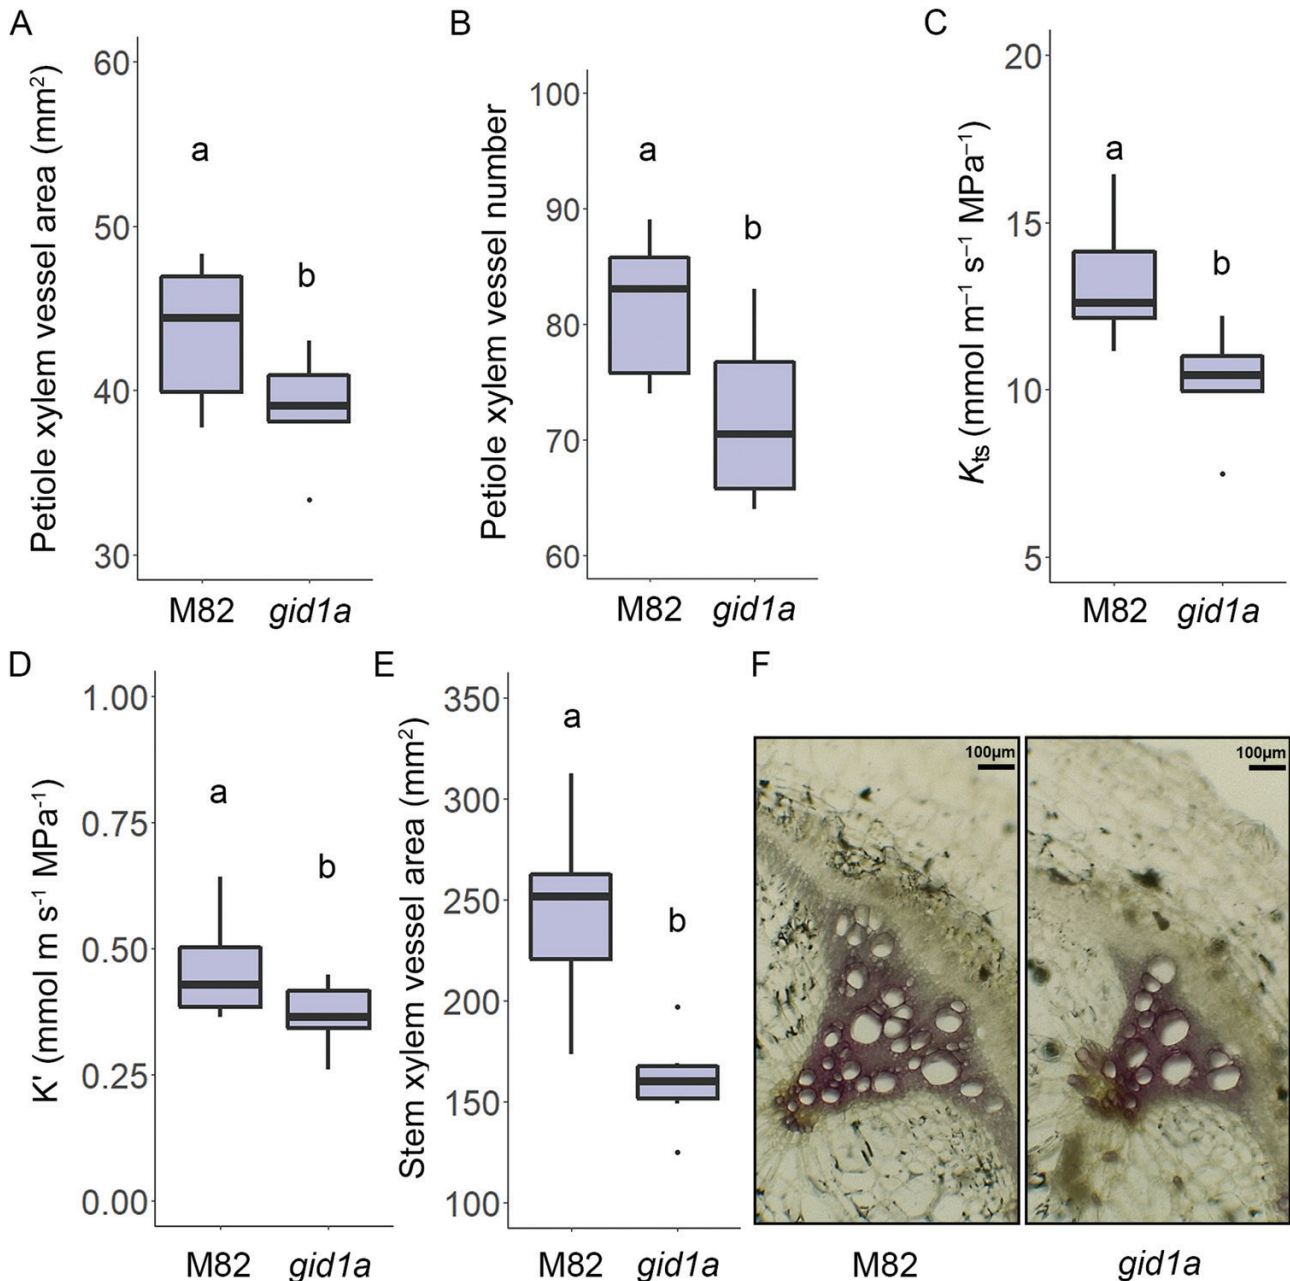 A
Petiole xylem vessel area (mm²)
60
50
40
30
a
b
M82 gid1a
B
Petiole xylem vessel number
100
90
80
70
60
a
b
M82 gid1a
C
Kts (mmol m⁻¹ s⁻¹ MPa⁻¹)
20
15
10
5
a
b
M82 gid1a
D
K' (mmol m s⁻¹ MPa⁻¹)
1.00
0.75
0.50
0.25
0.00
a
b
M82 gid1a
E
Stem xylem vessel area (mm²)
350
300
250
200
150
100
a
b
M82 gid1a
F
100µm
100µm
M82 gid1a